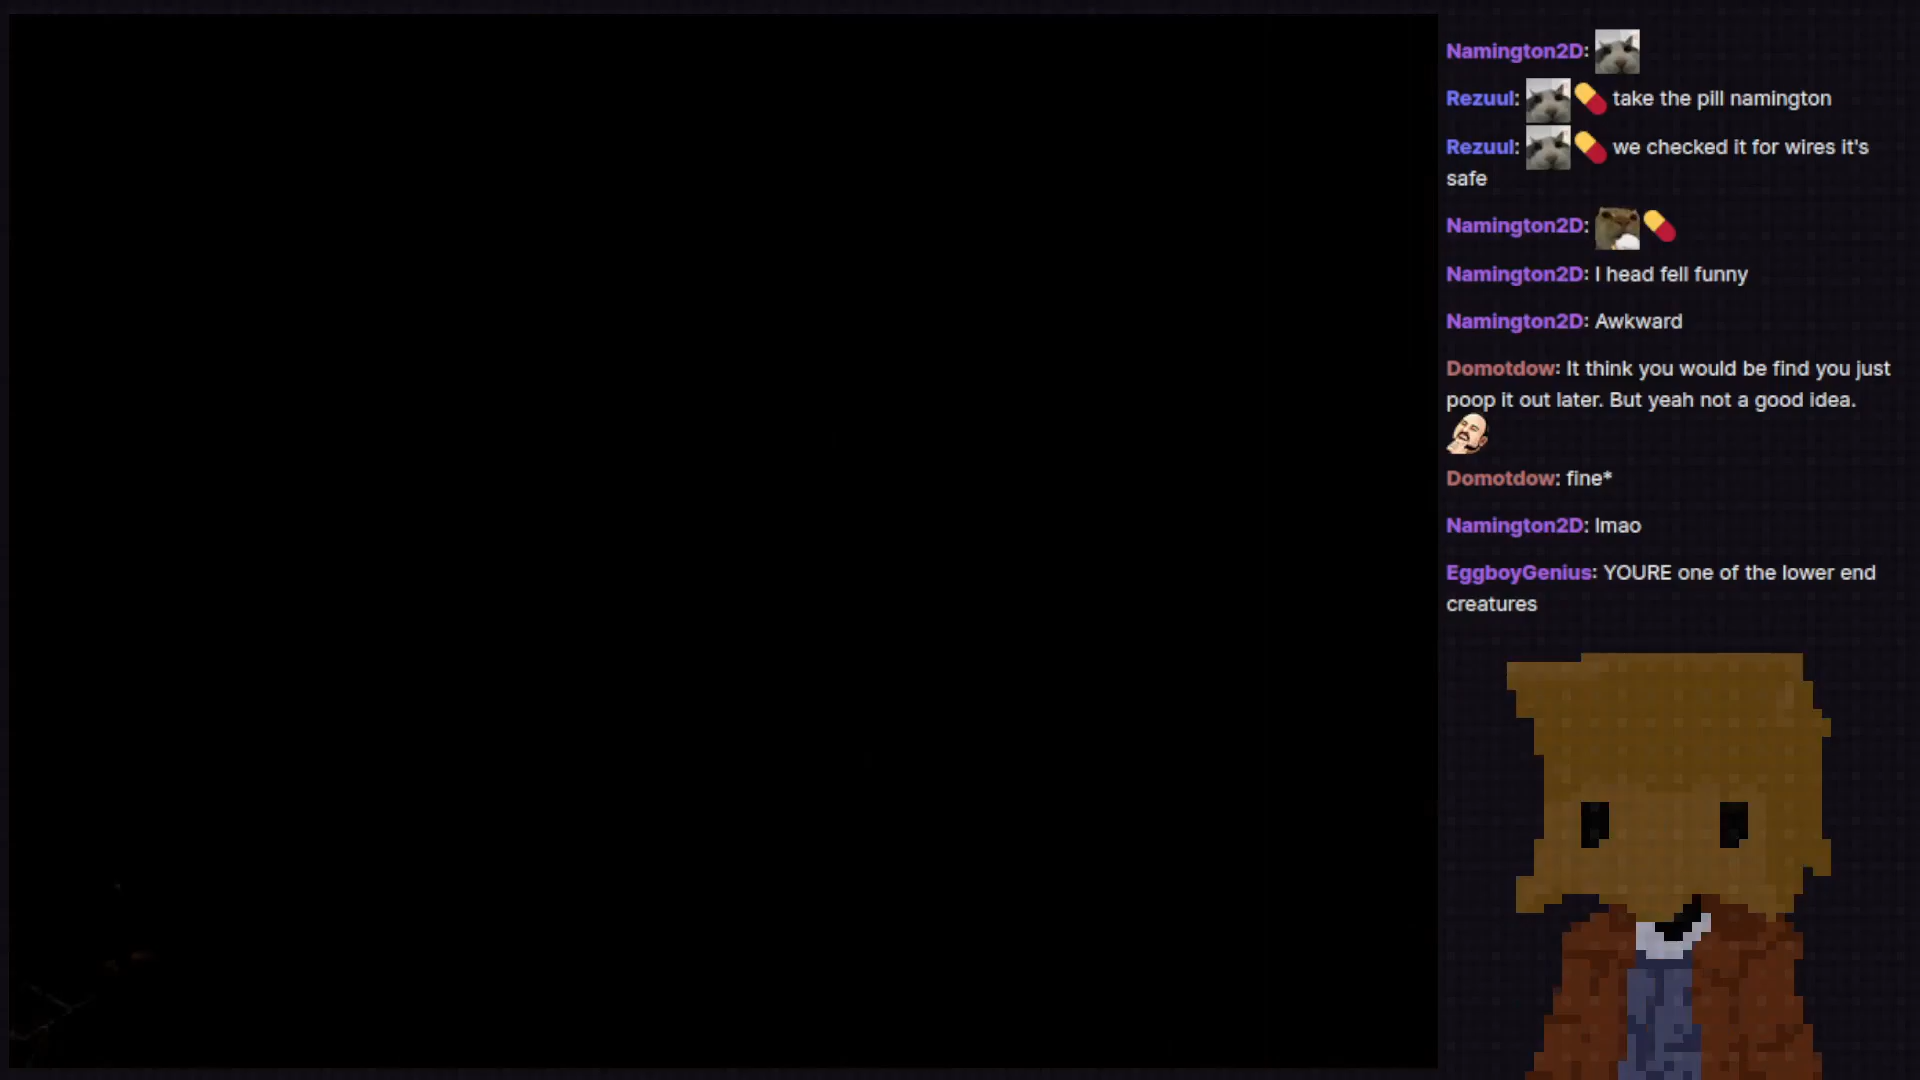 Namington2D:
Rezuul: take the pill namington
Rezuul: we checked it for wires it's
safe
Namington2D:
Namington2D: I head fell funny
Namington2D: Awkward
Domotdow: It think you would be find you just
poop it out later. But yeah not a good idea.
Domotdow: fine*
Namington2D: lmao
EggboyGenius: YOURE one of the lower end
creatures